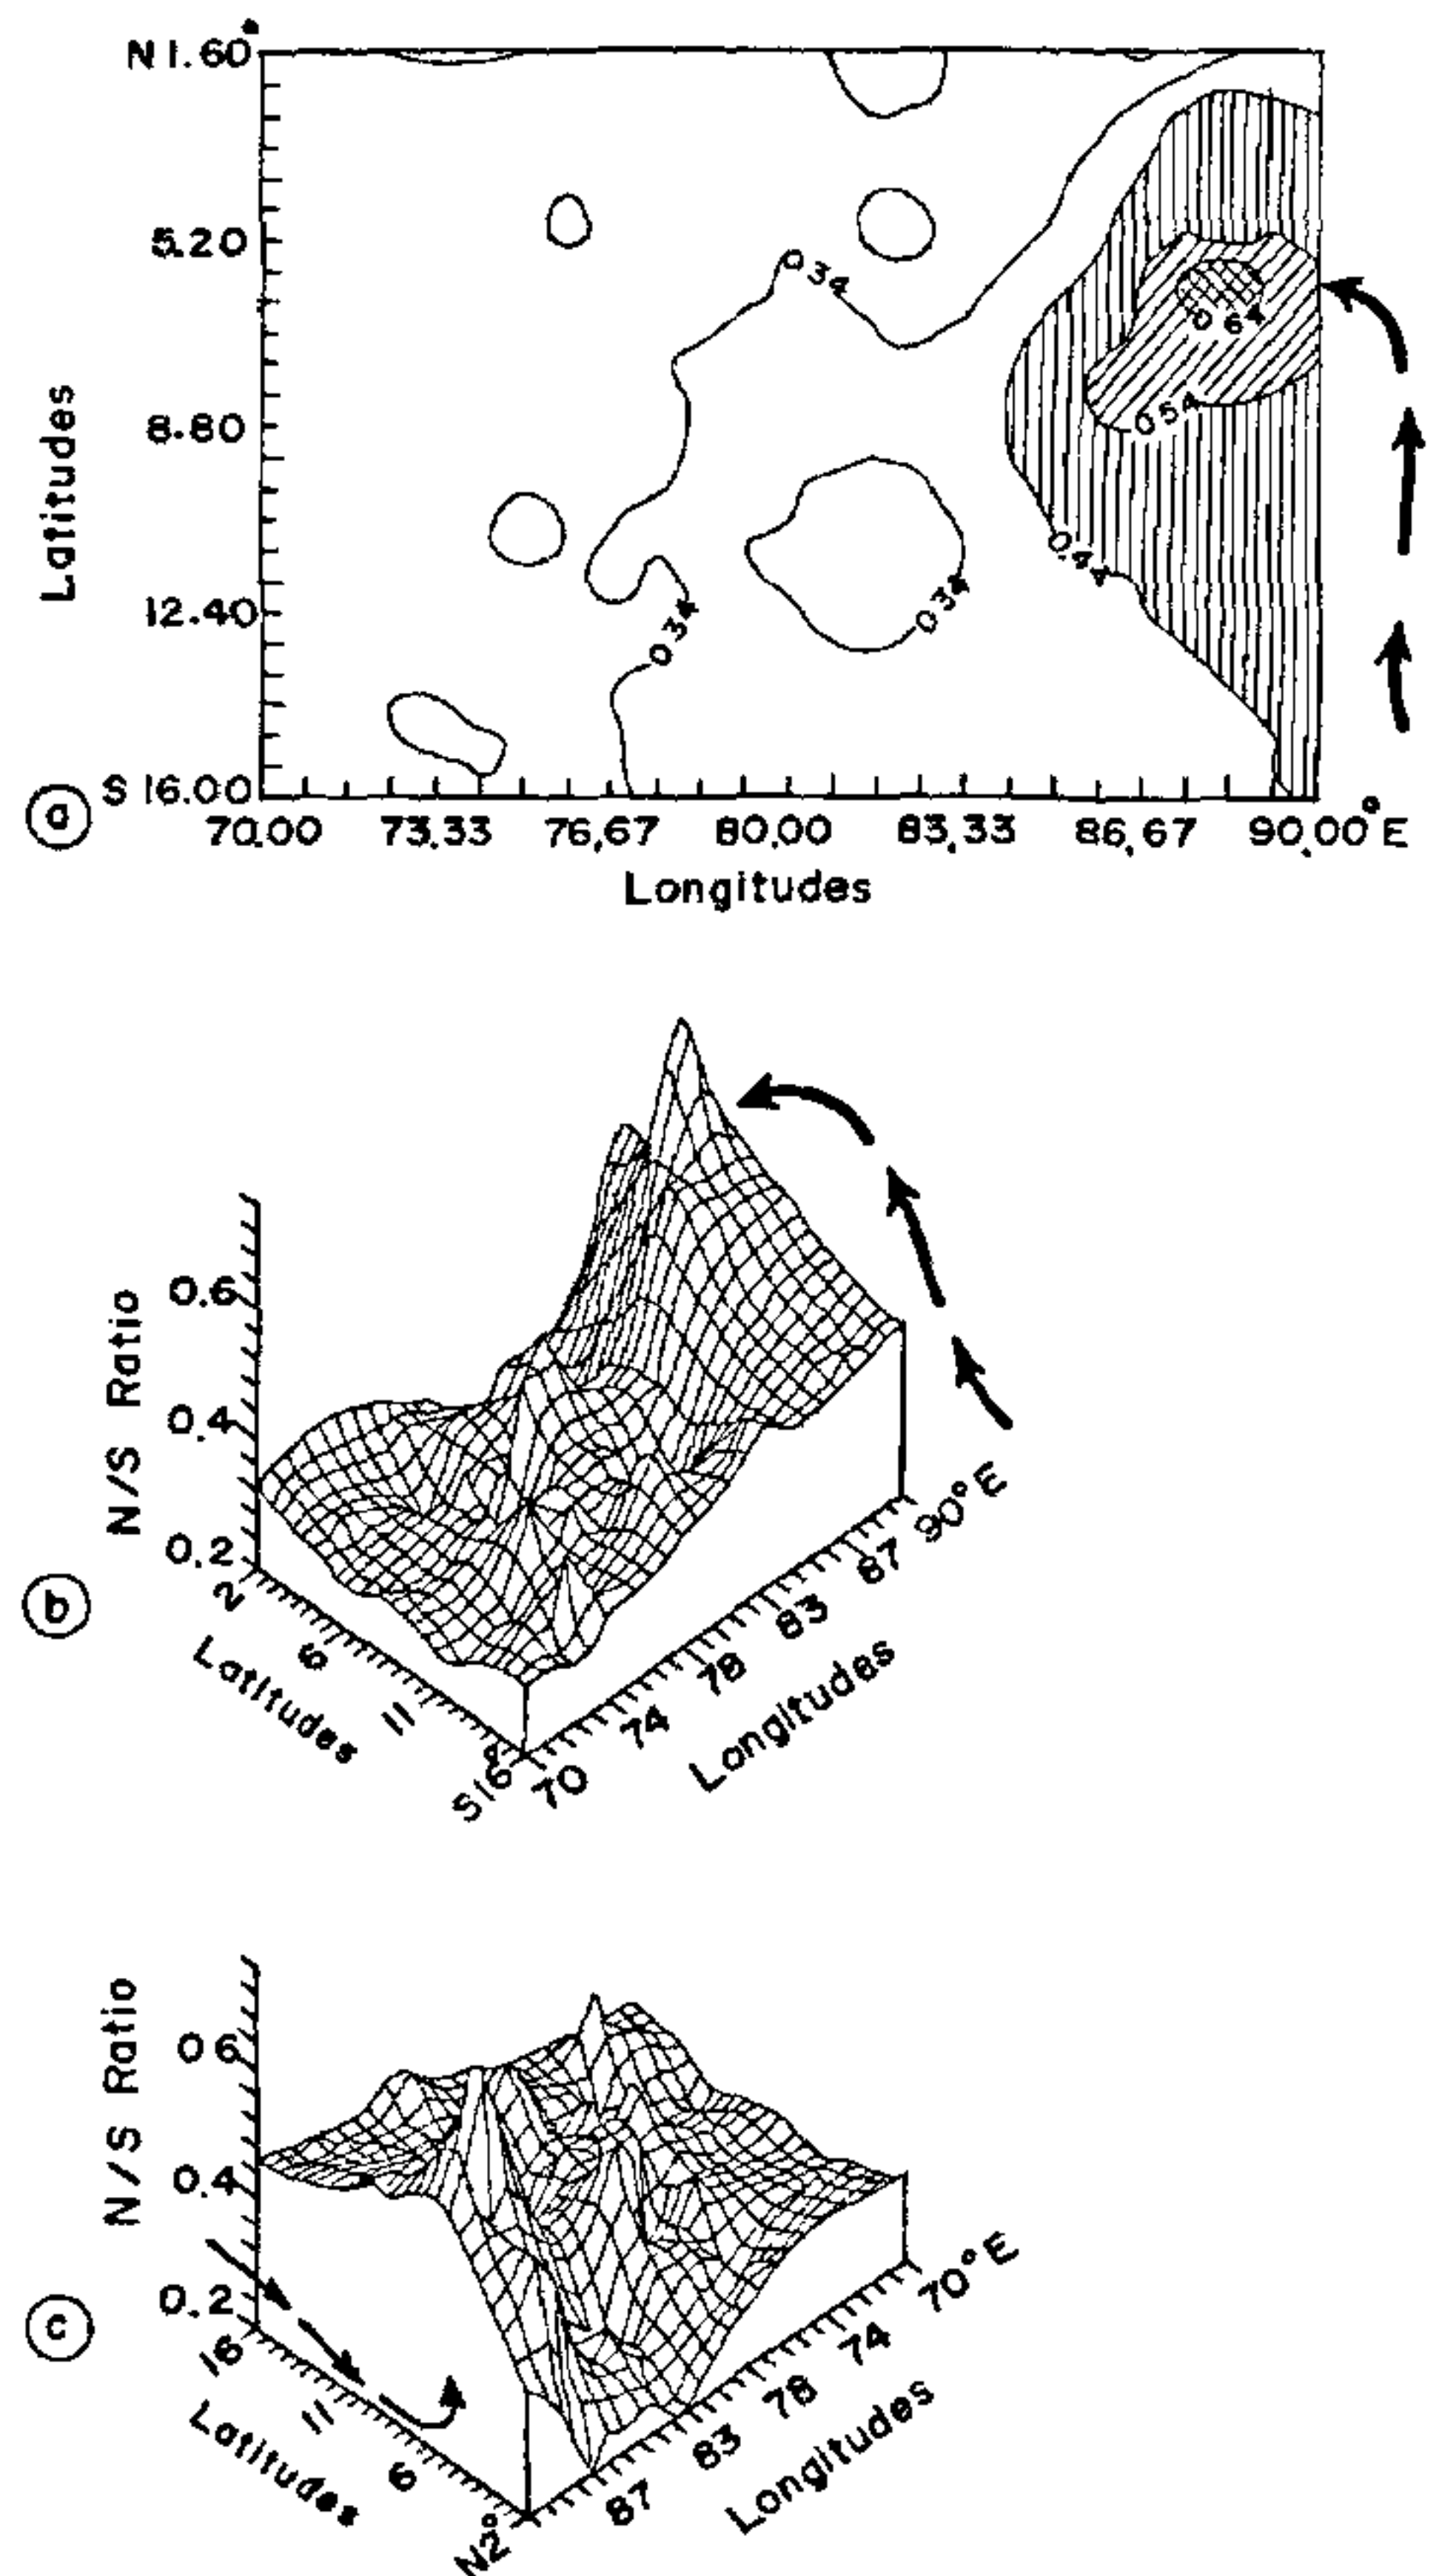 N 1.60°
5.20
8.80
12.40
S 16.00
Latitudes
0.34
0.64
0.54
0.44
0.34
0.34
70.00 73.33 76.67 80.00 83.33 86.67 90.00°E
Longitudes
a
N/S Ratio
0.6
0.4
0.2
2 6 11 S16°
Latitudes
70 74 78 83 87 90°E
Longitudes
b
N/S Ratio
0.6
0.4
0.2
16 11 6 N2°
Latitudes
87 83 78 74 70°E
Longitudes
c